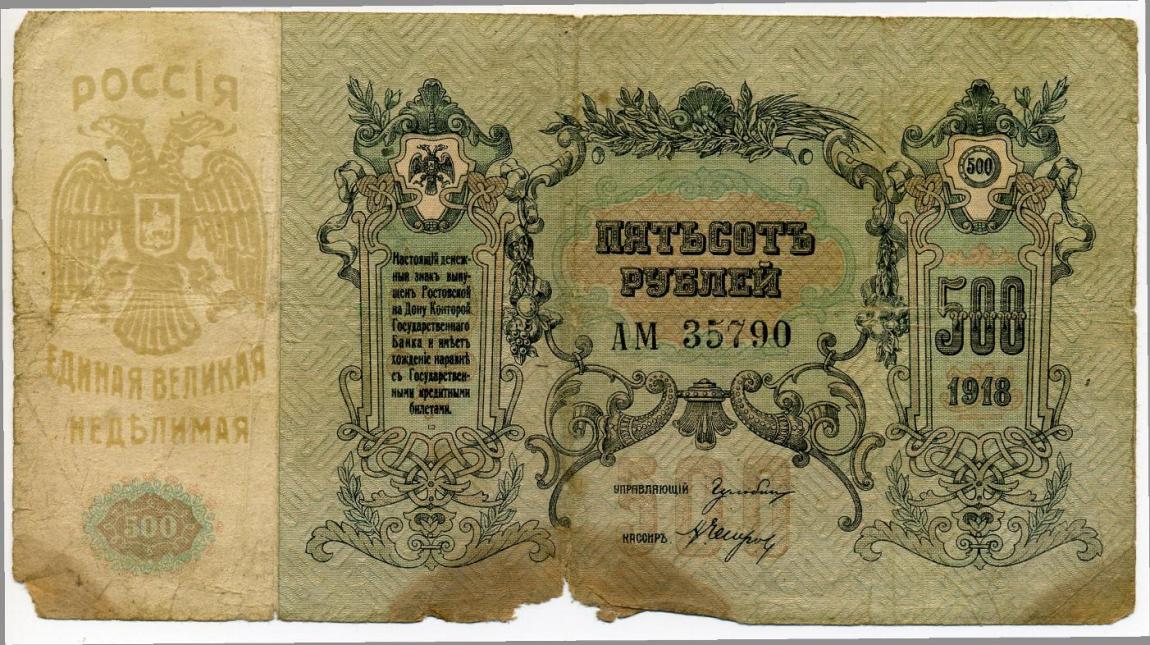 РОССІЯ
ЕДИНАЯ ВЕЛИКАЯ
НЕДѢЛИМАЯ
500
Настоящій денеж-
ный знакъ выпу-
щенъ Ростовской
на Дону Конторой
Государственнаго
Банка и имѣетъ
хожденіе наравнѣ
съ Государствен-
ными кредитными
билетами.
ПЯТЬСОТЪ
РУБЛЕЙ
АМ 35790
500
УПРАВЛЯЮЩІЙ
КАССИРЪ
500
500
1918